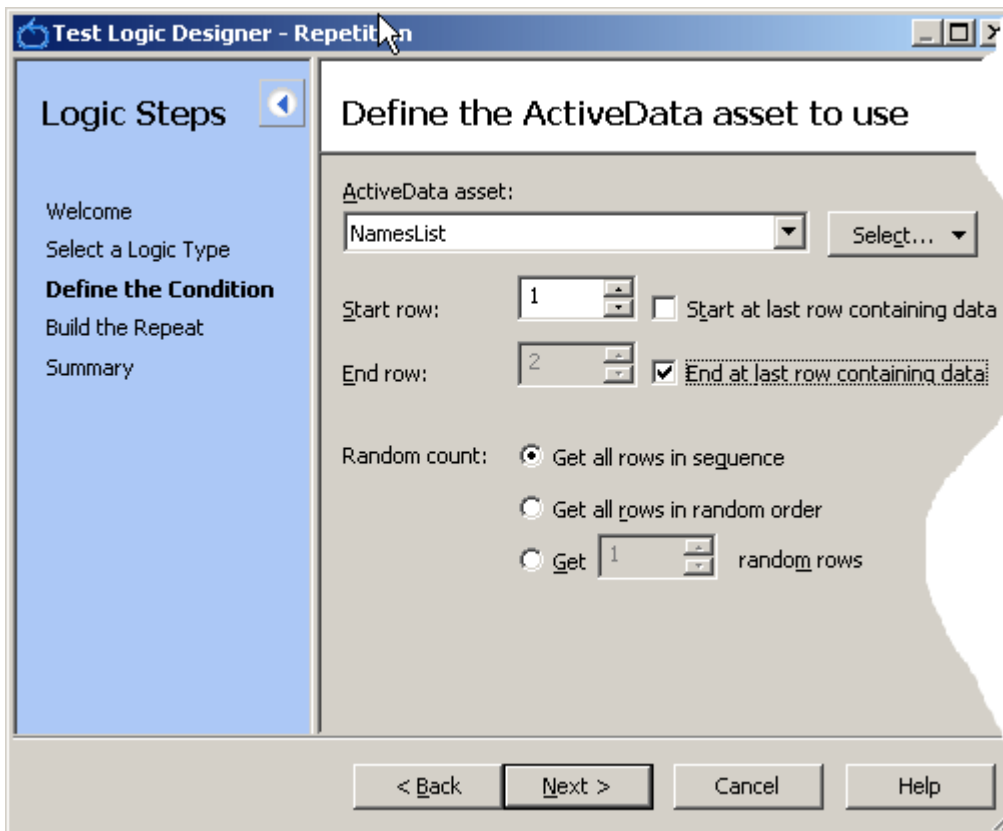 Test Logic Designer - Repetition
Logic Steps
Define the ActiveData asset to use
Welcome
Select a Logic Type
Define the Condition
Build the Repeat
Summary
ActiveData asset:
NamesList
Select...
Start row:
1
Start at last row containing data
End row:
2
End at last row containing data
Random count:
Get all rows in sequence
Get all rows in random order
Get 1 random rows
< Back
Next >
Cancel
Help